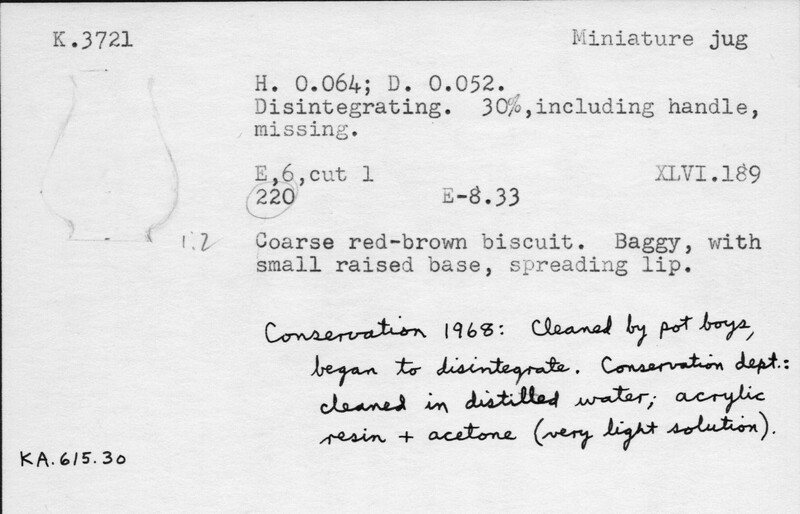 K.3721 Miniature jug
H. 0.064; D. 0.052.
Disintegrating. 30%,including handle,
missing.
E,6,cut 1 XLVI.189
220 E-8.33
1:2
Coarse red-brown biscuit. Baggy, with
small raised base, spreading lip.
Conservation 1968: Cleaned by pot boys,
began to disintegrate. Conservation dept.:
cleaned in distilled water; acrylic
resin + acetone (very light solution).
KA.615.30